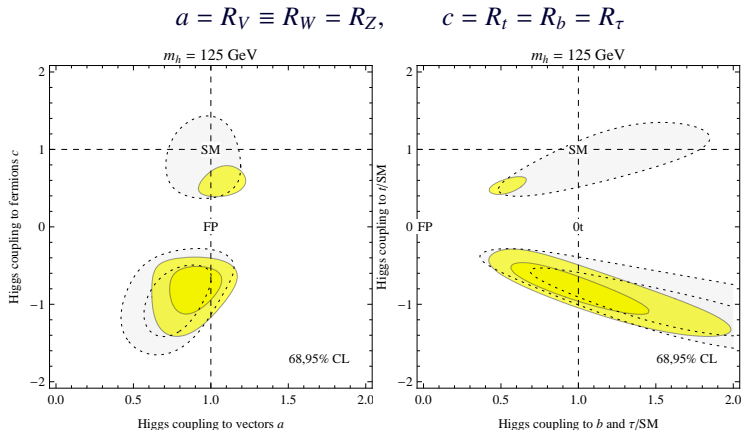 a = R_V ≡ R_W = R_Z, c = R_t = R_b = R_τ
m_h = 125 GeV
Higgs coupling to fermions c
2
1
0
−1
−2
SM
FP
68,95% CL
0.0 0.5 1.0 1.5 2.0
Higgs coupling to vectors a
m_h = 125 GeV
Higgs coupling to t/SM
2
1
0
−1
−2
SM
FP
0t
68,95% CL
0.0 0.5 1.0 1.5 2.0
Higgs coupling to b and τ/SM